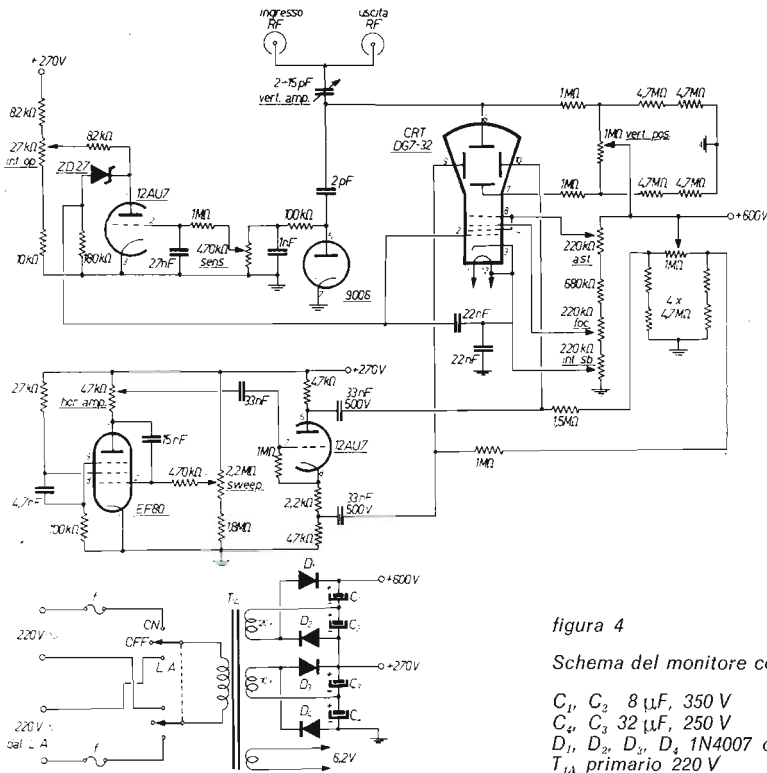 ingresso
RF
uscita
RF
+270V
2÷15pF
vert. amp.
82kΩ
27kΩ
int. op.
82kΩ
ZD27
12AU7
2pF
1MΩ
100kΩ
470kΩ
sens
1nF
27nF
10kΩ
180kΩ
9006
CRT
DG7-32
1MΩ
4,7MΩ
4,7MΩ
1MΩ vert. pos.
1MΩ
4,7MΩ
4,7MΩ
+600V
220kΩ
ast.
680kΩ
220kΩ
foc.
220kΩ
int. sb.
1MΩ
4 x
4,7MΩ
22nF
22nF
+270V
27kΩ
47kΩ
hor. amp.
33nF
47kΩ
33nF
500V
15nF
1MΩ
12AU7
1,5MΩ
1MΩ
470kΩ
2,2MΩ
sweep.
2,2kΩ
33nF
500V
4,7nF
EF80
100kΩ
1,8MΩ
47kΩ
f
ON
OFF
L.A
220V
220V
dal L.A
f
D1
+600V
C1
D2
C2
D3
+270V
C3
C4
6,2V
figura 4
Schema del monitore co
C1, C2 8 µF, 350 V
C4, C3 32 µF, 250 V
D1, D2, D3, D4 1N4007 o
T1A primario 220 V